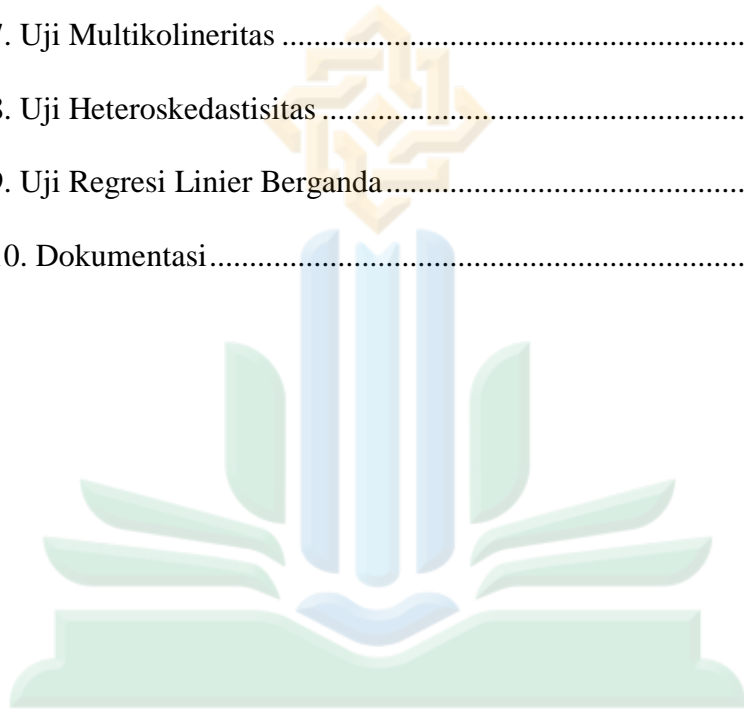 7. Uji Multikolineritas ..........................................................
8. Uji Heteroskedastisitas .....................................................
9. Uji Regresi Linier Berganda.............................................
0. Dokumentasi...................................................................